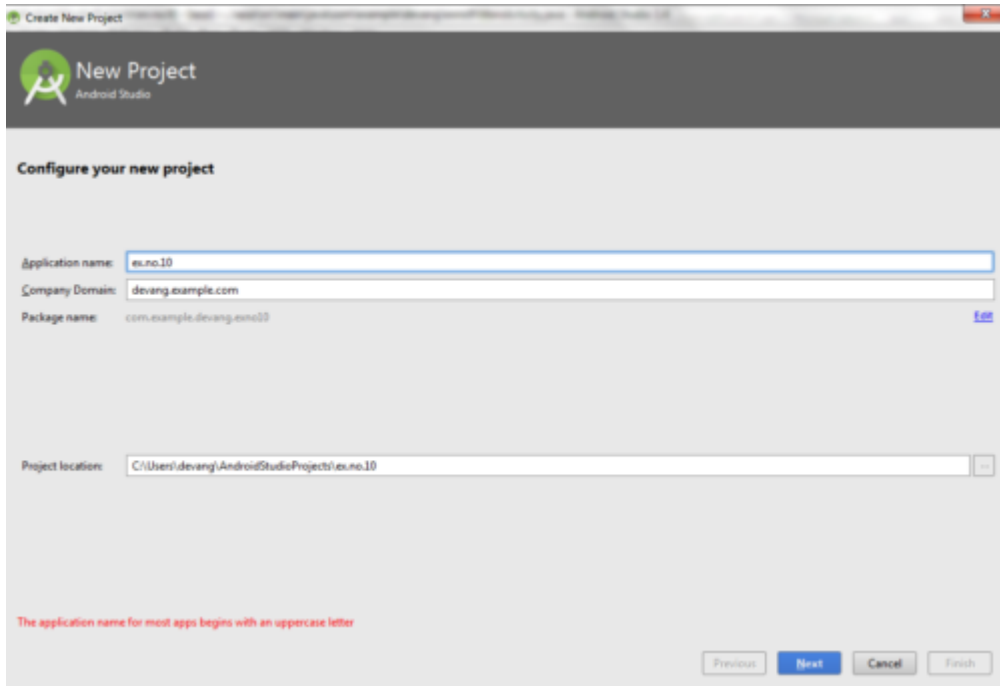 Create New Project
New Project
Android Studio
Configure your new project
Application name: ex.no.10
Company Domain: devang.example.com
Package name: com.example.devang.exno10 Edit
Project location: C:\Users\devang\AndroidStudioProjects\ex.no.10
The application name for most apps begins with an uppercase letter
Previous Next Cancel Finish